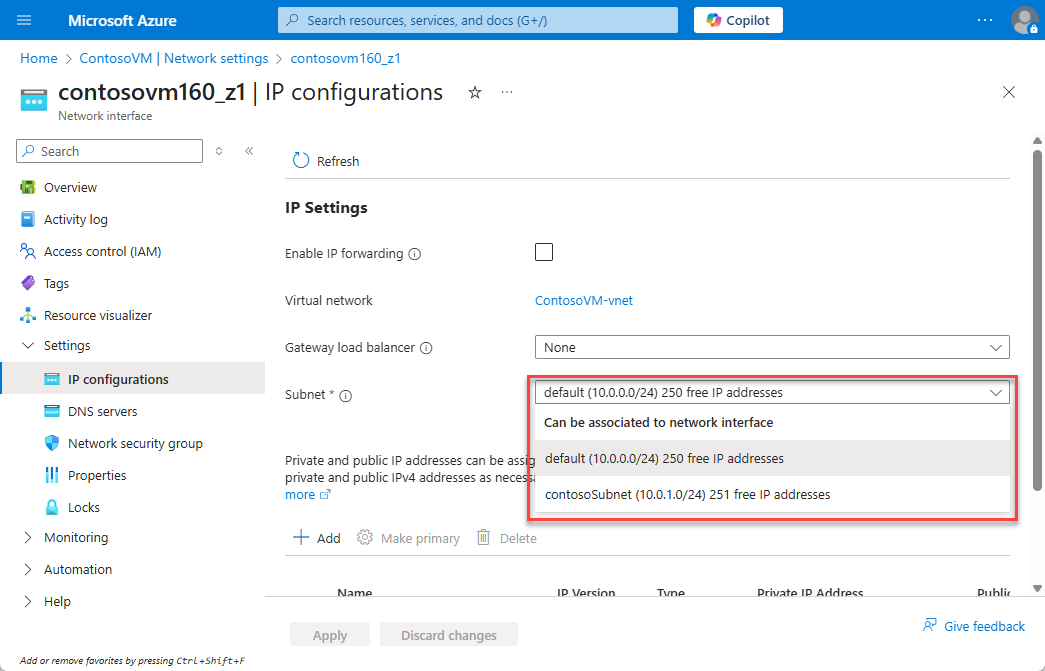 Microsoft Azure
Search resources, services, and docs (G+/)
Copilot
Home > ContosoVM | Network settings > contosovm160_z1
contosovm160_z1 | IP configurations
Network interface
Search
Overview
Activity log
Access control (IAM)
Tags
Resource visualizer
Settings
IP configurations
DNS servers
Network security group
Properties
Locks
Monitoring
Automation
Help
Add or remove favorites by pressing Ctrl+Shift+F
Refresh
IP Settings
Enable IP forwarding
Virtual network
ContosoVM-vnet
Gateway load balancer
None
Subnet *
default (10.0.0.0/24) 250 free IP addresses
Can be associated to network interface
default (10.0.0.0/24) 250 free IP addresses
contosoSubnet (10.0.1.0/24) 251 free IP addresses
Private and public IP addresses can be assig
private and public IPv4 addresses as necessa
more
Add
Make primary
Delete
Name
IP Version
Type
Private IP Address
Public
Apply
Discard changes
Give feedback